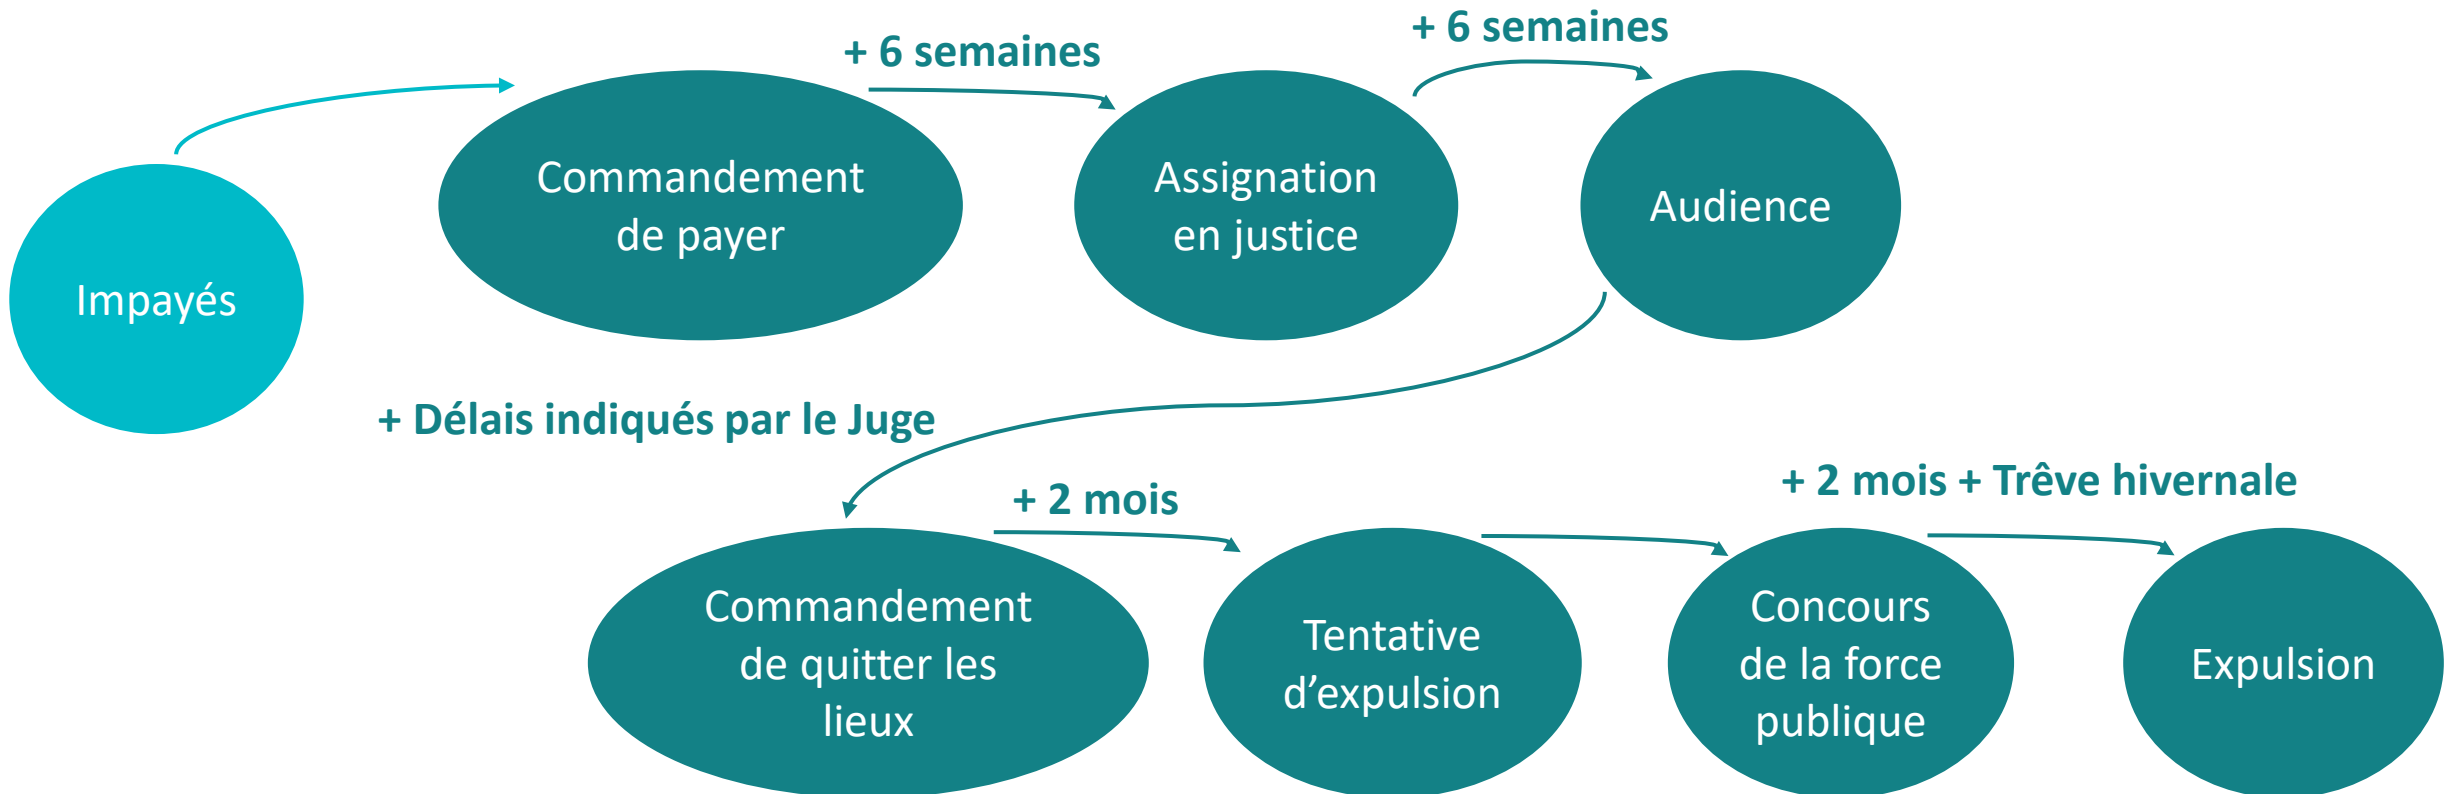 Impayés
Commandement
de payer
+ 6 semaines
Assignation
en justice
+ 6 semaines
Audience
+ Délais indiqués par le Juge
Commandement
de quitter les
lieux
+ 2 mois
Tentative
d’expulsion
Concours
de la force
publique
+ 2 mois + Trêve hivernale
Expulsion